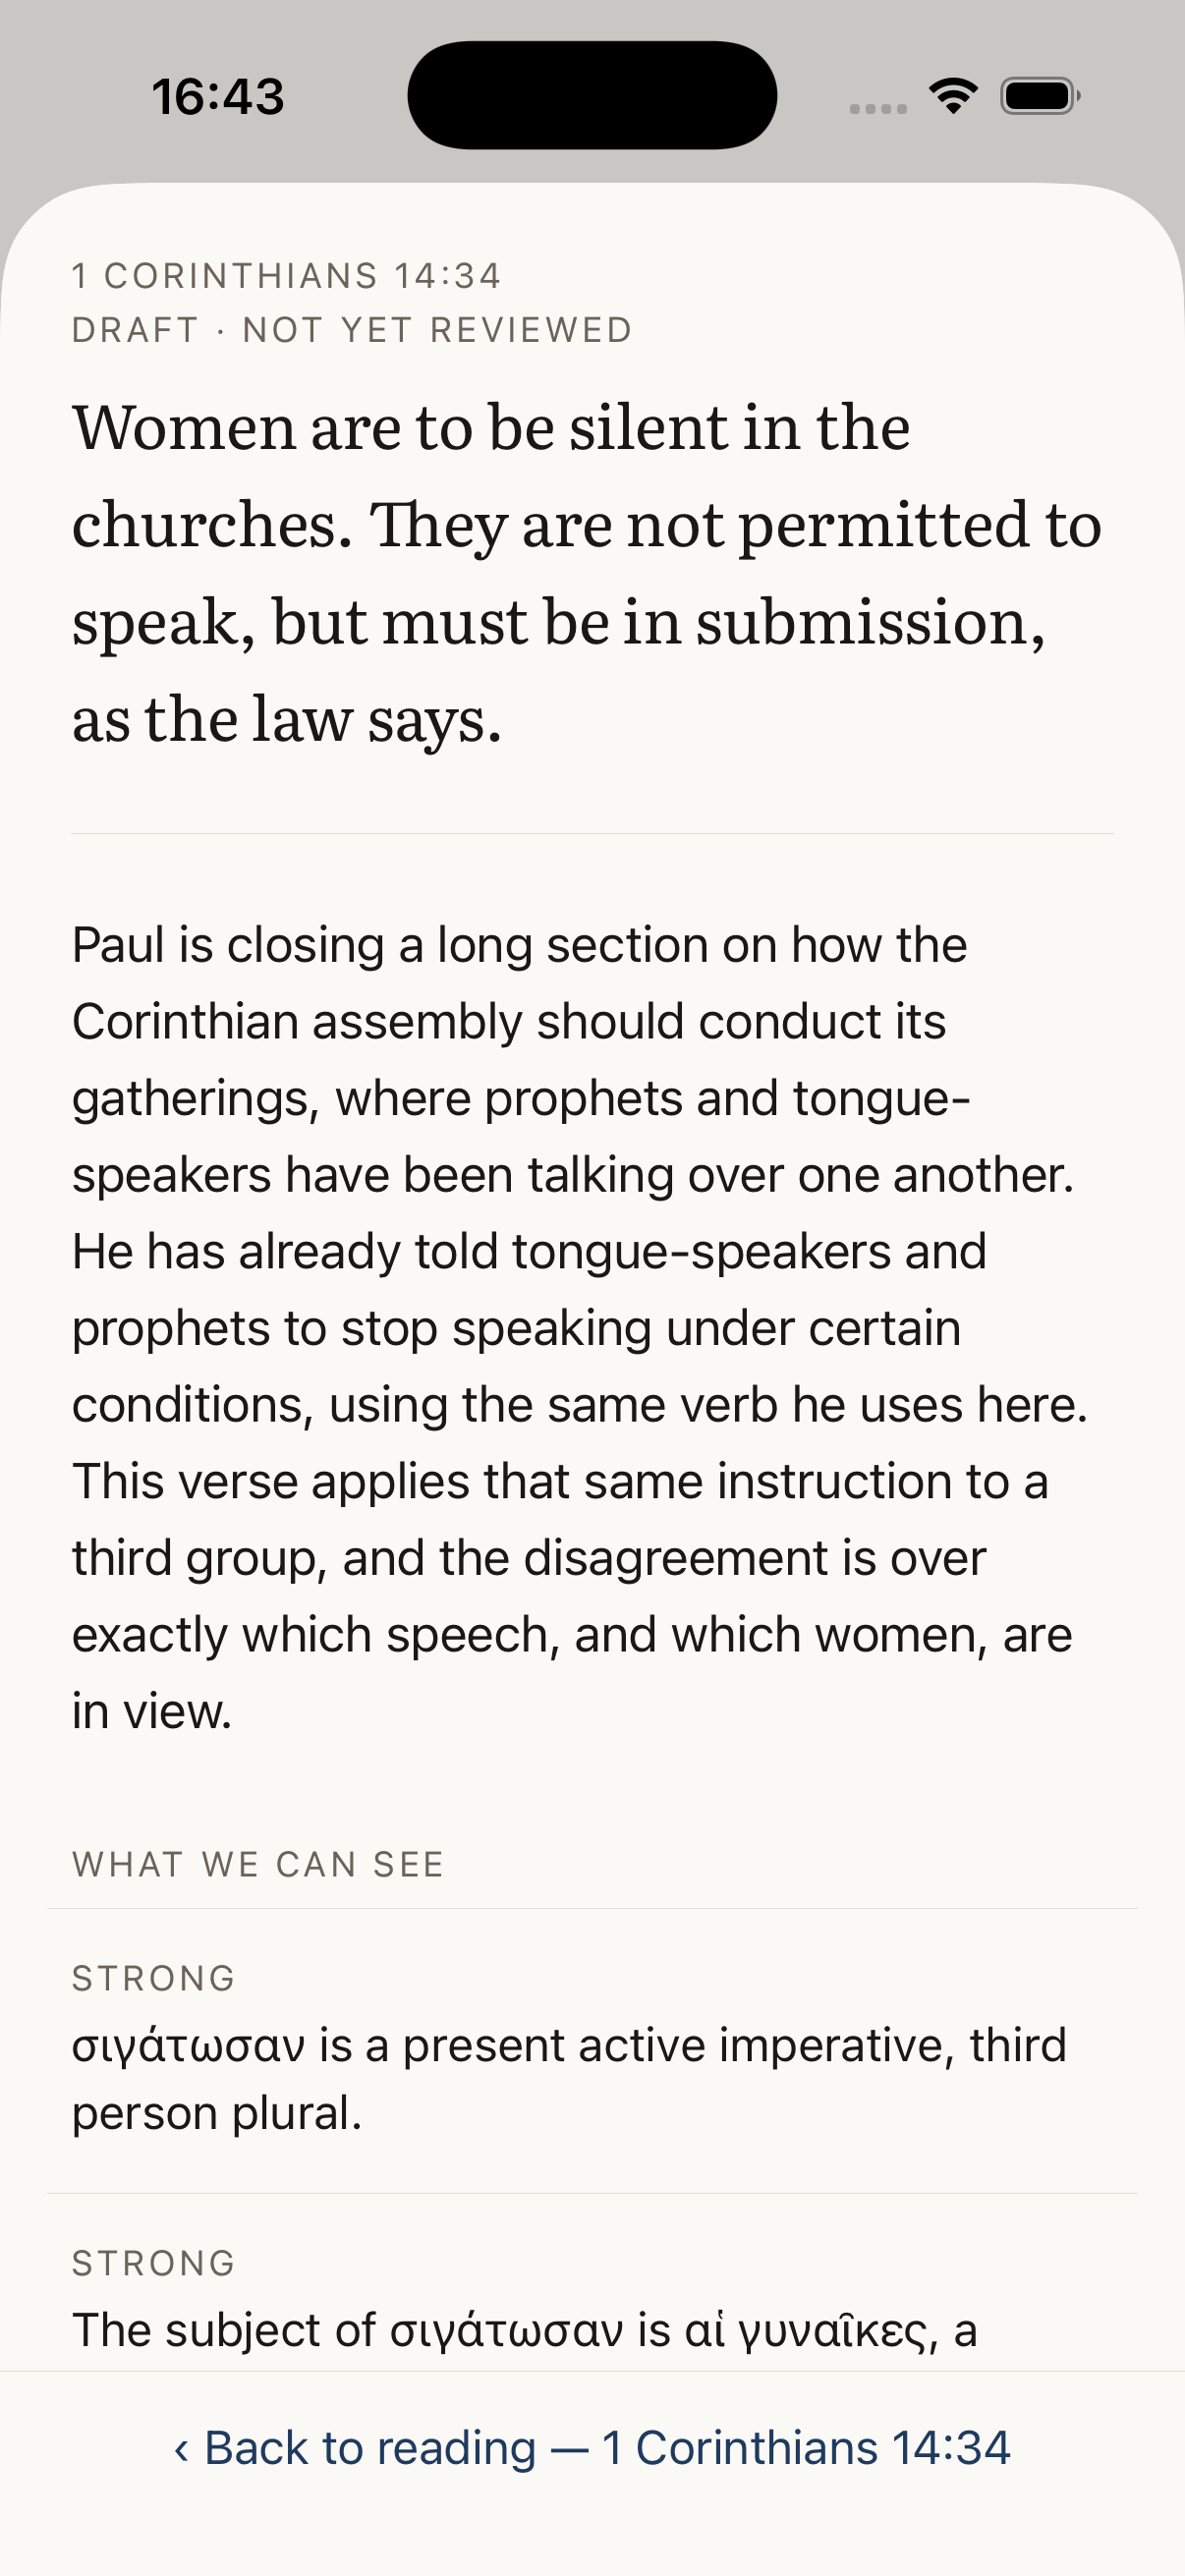 16:43
1 CORINTHIANS 14:34
DRAFT · NOT YET REVIEWED
Women are to be silent in the
churches. They are not permitted to
speak, but must be in submission,
as the law says.
Paul is closing a long section on how the
Corinthian assembly should conduct its
gatherings, where prophets and tongue-
speakers have been talking over one another.
He has already told tongue-speakers and
prophets to stop speaking under certain
conditions, using the same verb he uses here.
This verse applies that same instruction to a
third group, and the disagreement is over
exactly which speech, and which women, are
in view.
WHAT WE CAN SEE
STRONG
σιγάτωσαν is a present active imperative, third
person plural.
STRONG
The subject of σιγάτωσαν is αἱ γυναῖκες, a
‹ Back to reading — 1 Corinthians 14:34